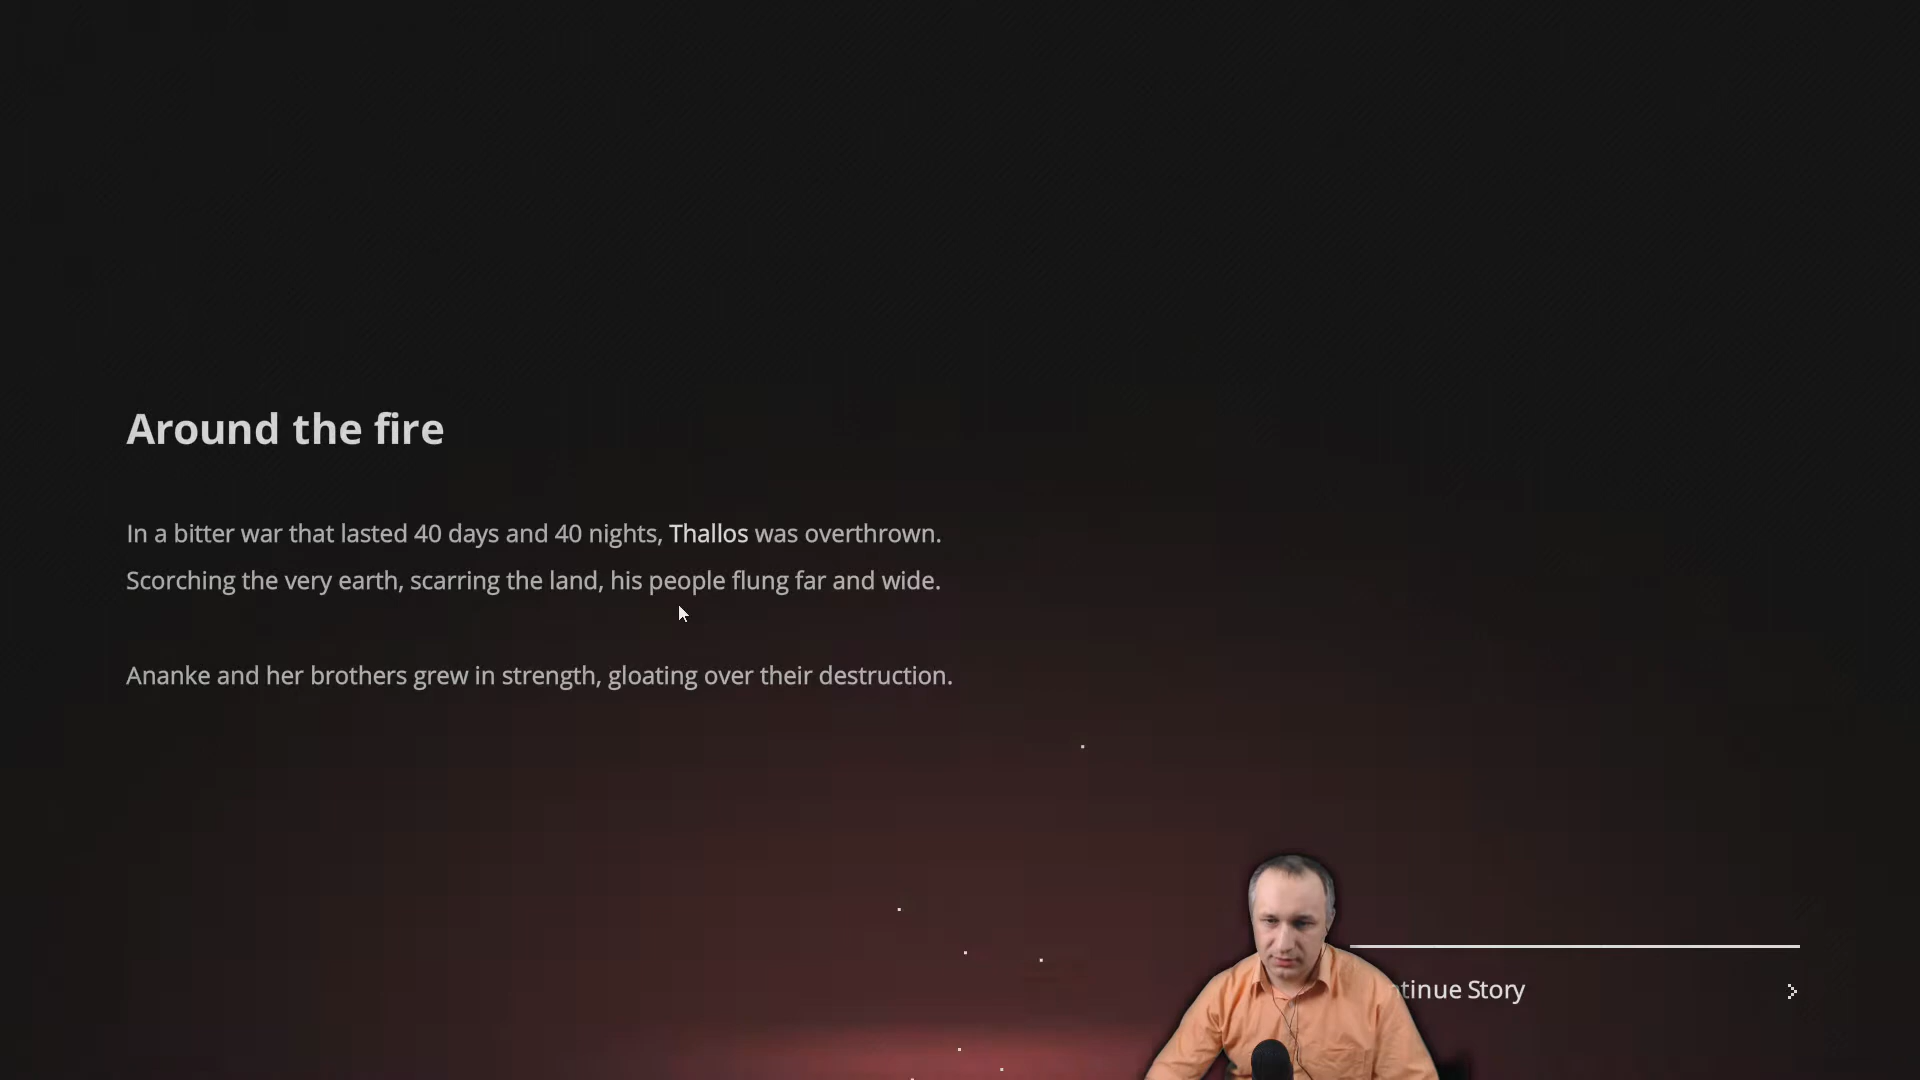 Around the fire
In a bitter war that lasted 40 days and 40 nights, Thallos was overthrown.
Scorching the very earth, scarring the land, his people flung far and wide.
Ananke and her brothers grew in strength, gloating over their destruction.
tinue Story